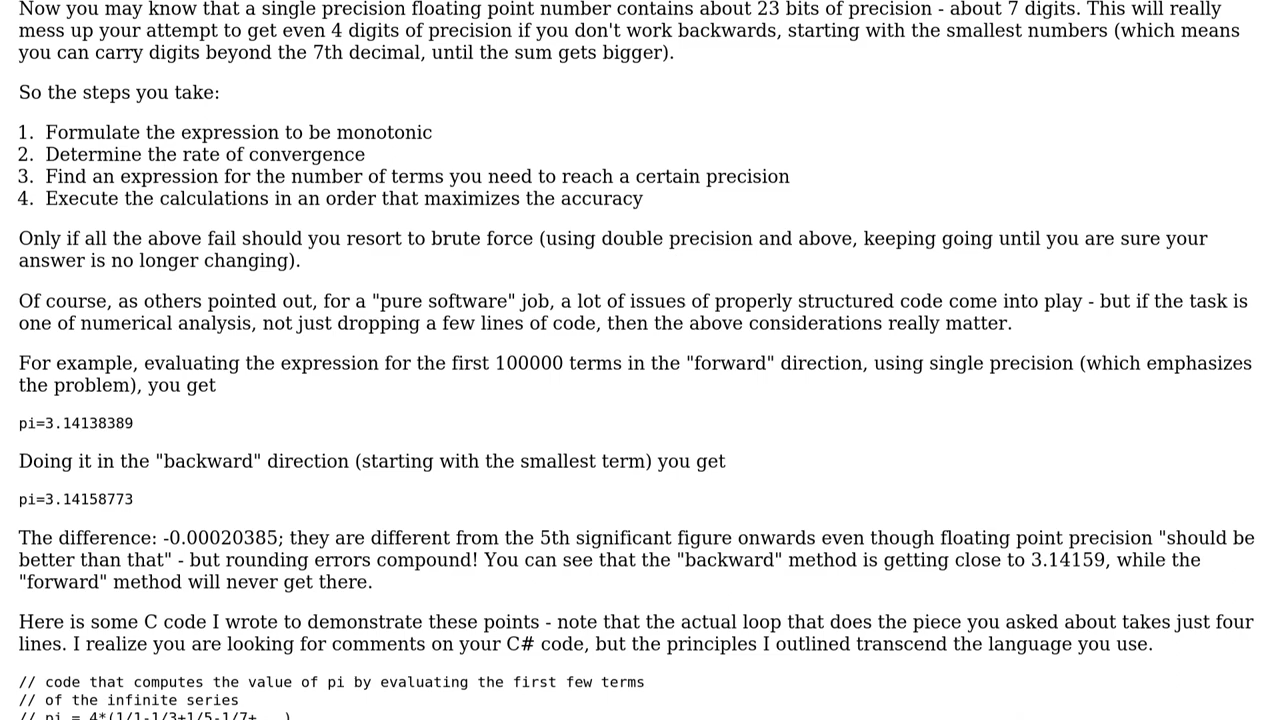 Now you may know that a single precision floating point number contains about 23 bits of precision - about 7 digits. This will really
mess up your attempt to get even 4 digits of precision if you don't work backwards, starting with the smallest numbers (which means
you can carry digits beyond the 7th decimal, until the sum gets bigger).
So the steps you take:
1. Formulate the expression to be monotonic
2. Determine the rate of convergence
3. Find an expression for the number of terms you need to reach a certain precision
4. Execute the calculations in an order that maximizes the accuracy
Only if all the above fail should you resort to brute force (using double precision and above, keeping going until you are sure your
answer is no longer changing).
Of course, as others pointed out, for a "pure software" job, a lot of issues of properly structured code come into play - but if the task is
one of numerical analysis, not just dropping a few lines of code, then the above considerations really matter.
For example, evaluating the expression for the first 100000 terms in the "forward" direction, using single precision (which emphasizes
the problem), you get
pi=3.14138389
Doing it in the "backward" direction (starting with the smallest term) you get
pi=3.14158773
The difference: -0.00020385; they are different from the 5th significant figure onwards even though floating point precision "should be
better than that" - but rounding errors compound! You can see that the "backward" method is getting close to 3.14159, while the
"forward" method will never get there.
Here is some C code I wrote to demonstrate these points - note that the actual loop that does the piece you asked about takes just four
lines. I realize you are looking for comments on your C# code, but the principles I outlined transcend the language you use.
// code that computes the value of pi by evaluating the first few terms
// of the infinite series
// pi = 4*(1/1-1/3+1/5-1/7+...)